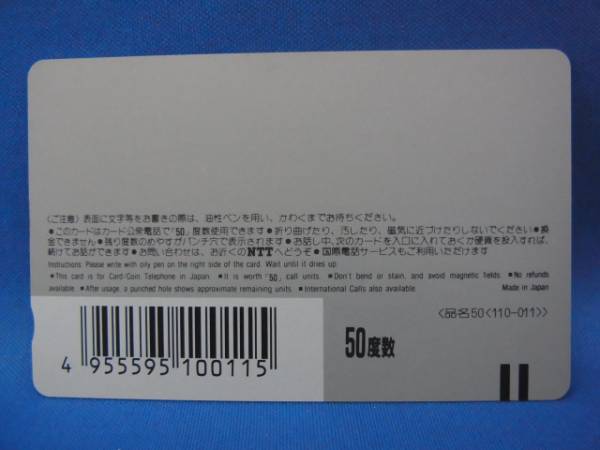 〈ご注意〉表面に文字等をお書きの際は、油性ペンを用い、かわくまでお待ちください。
●このカードはカード公衆電話で「50」度数使用できます●折り曲げたり、汚したり、磁気に近づけたりしないでください●換
金できません●残り度数のめやすがパンチ穴で表示されます●お話し中、次のカードを入口に入れておくか硬貨を投入すれば、
続けてお話ができます●お問い合わせは、お近くのNTTへどうぞ●国際電話サービスもご利用いただけます
Instructions: Please write with oily pen on the right side of the card. Wait until it dries up.
●This card is for Card/Coin Telephone in Japan. ●It is worth「50」call units. ●Don't bend or stain, and avoid magnetic fields ●No refunds
available ●After usage, a punched hole shows approximate remaining units. ●International Calls also available. Made in Japan
〈品名50〈110-011〉〉
50度数
4 955595 100115